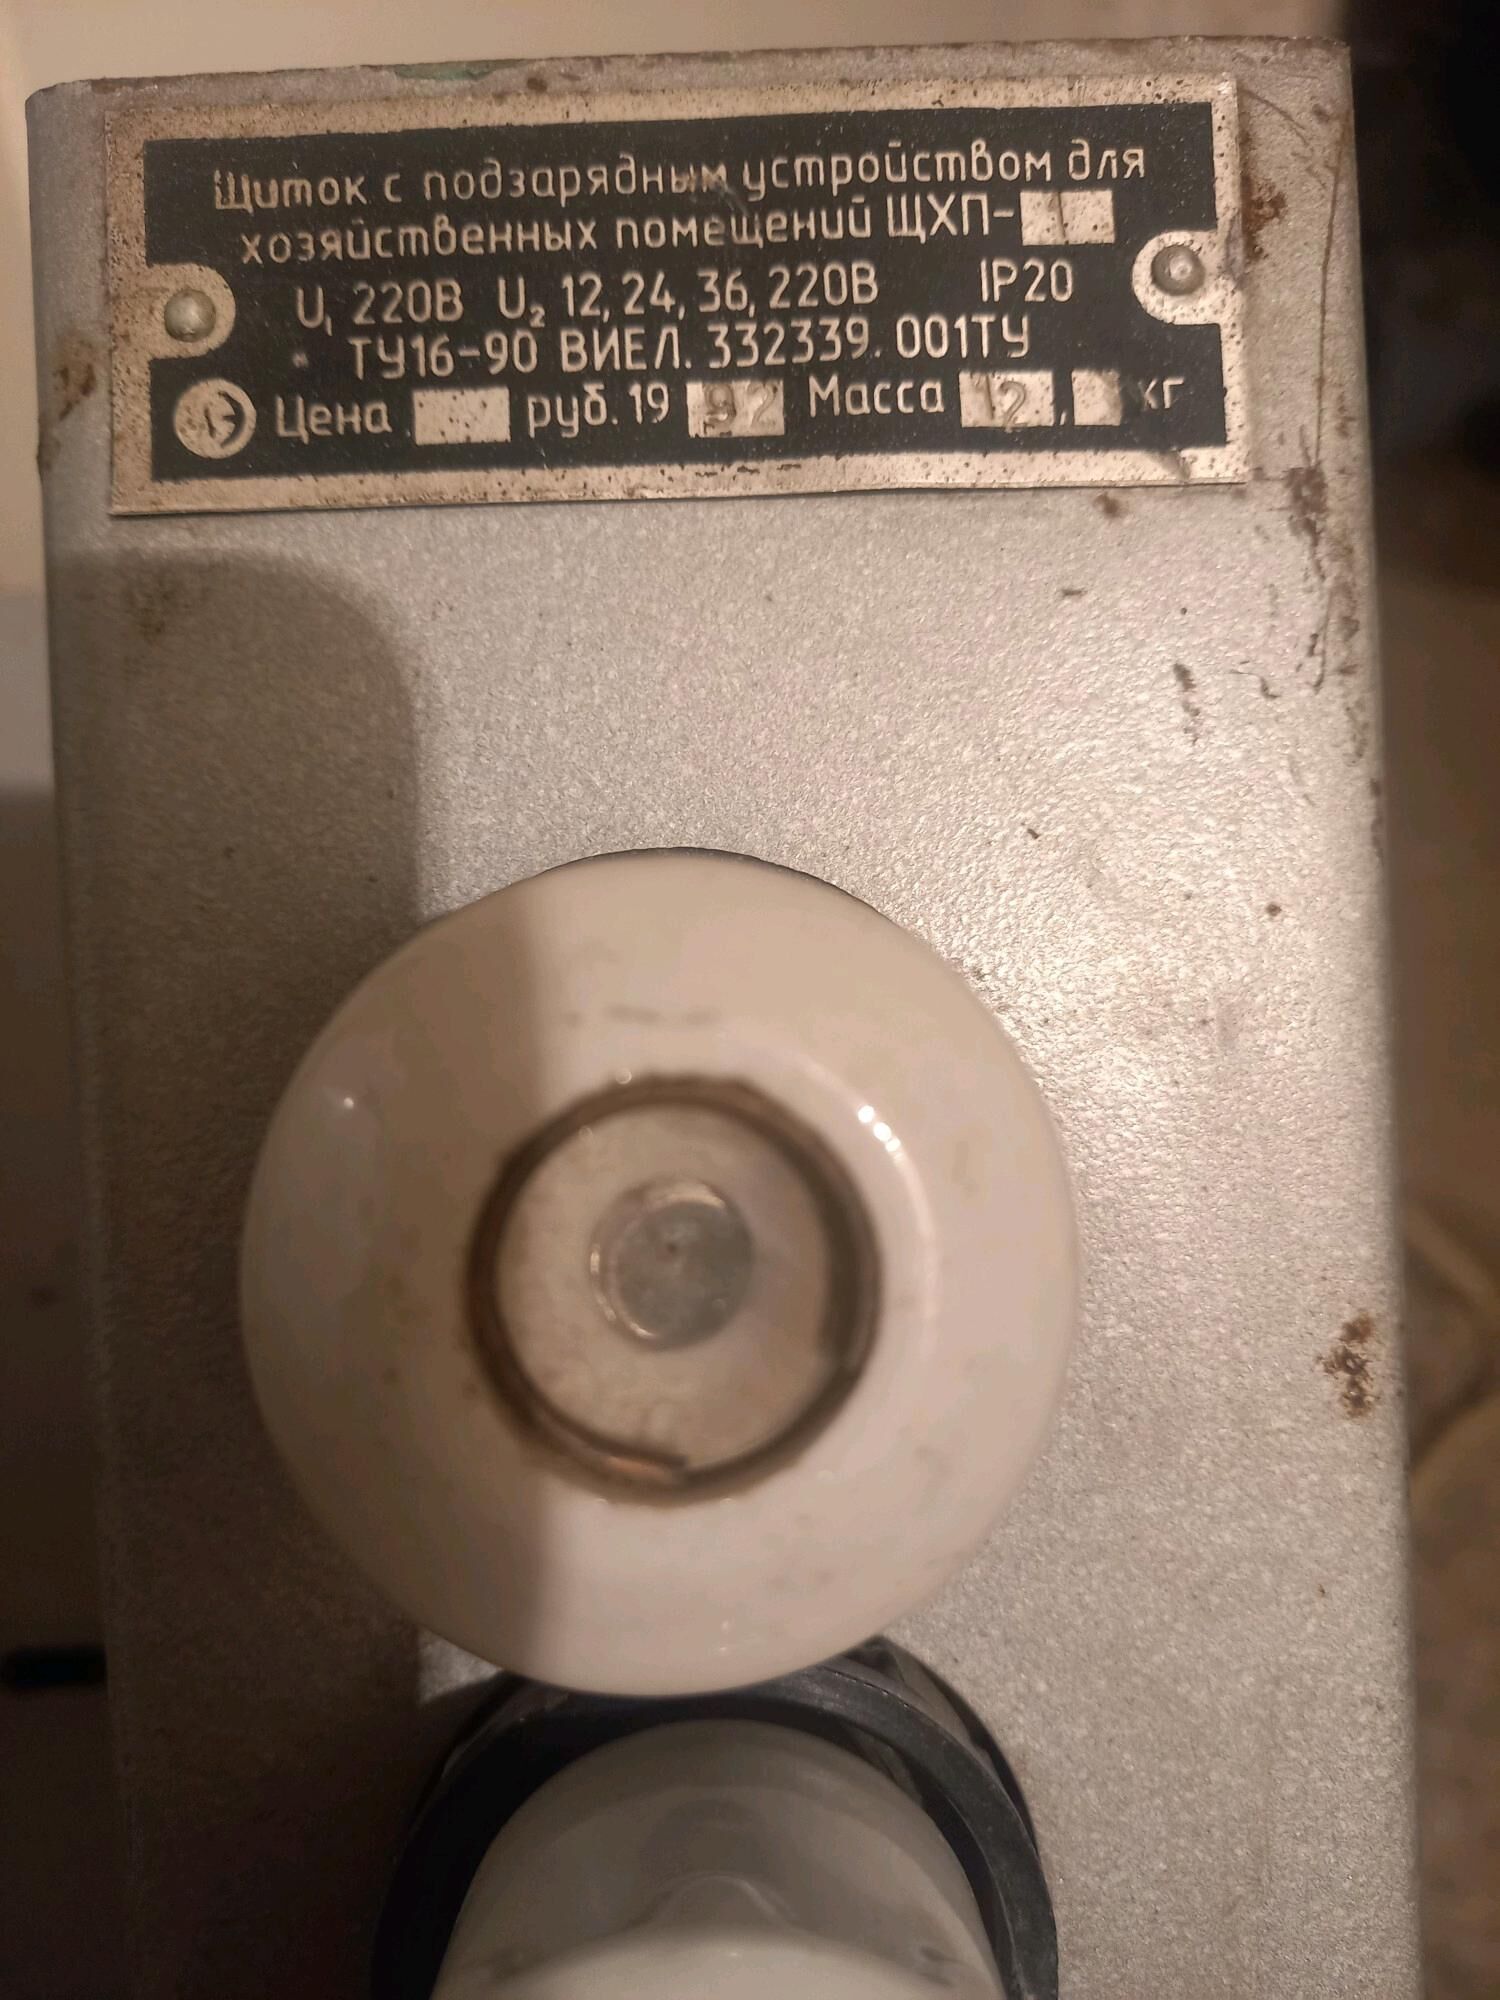 Щиток с подзарядным устройством для
хозяйственных помещений ЩХП-1
U₁ 220В U₂ 12, 24, 36, 220В IP20
ТУ16-90 ВИЕЛ. 332339. 001ТУ
Цена руб. 19 92 Масса 12, кг